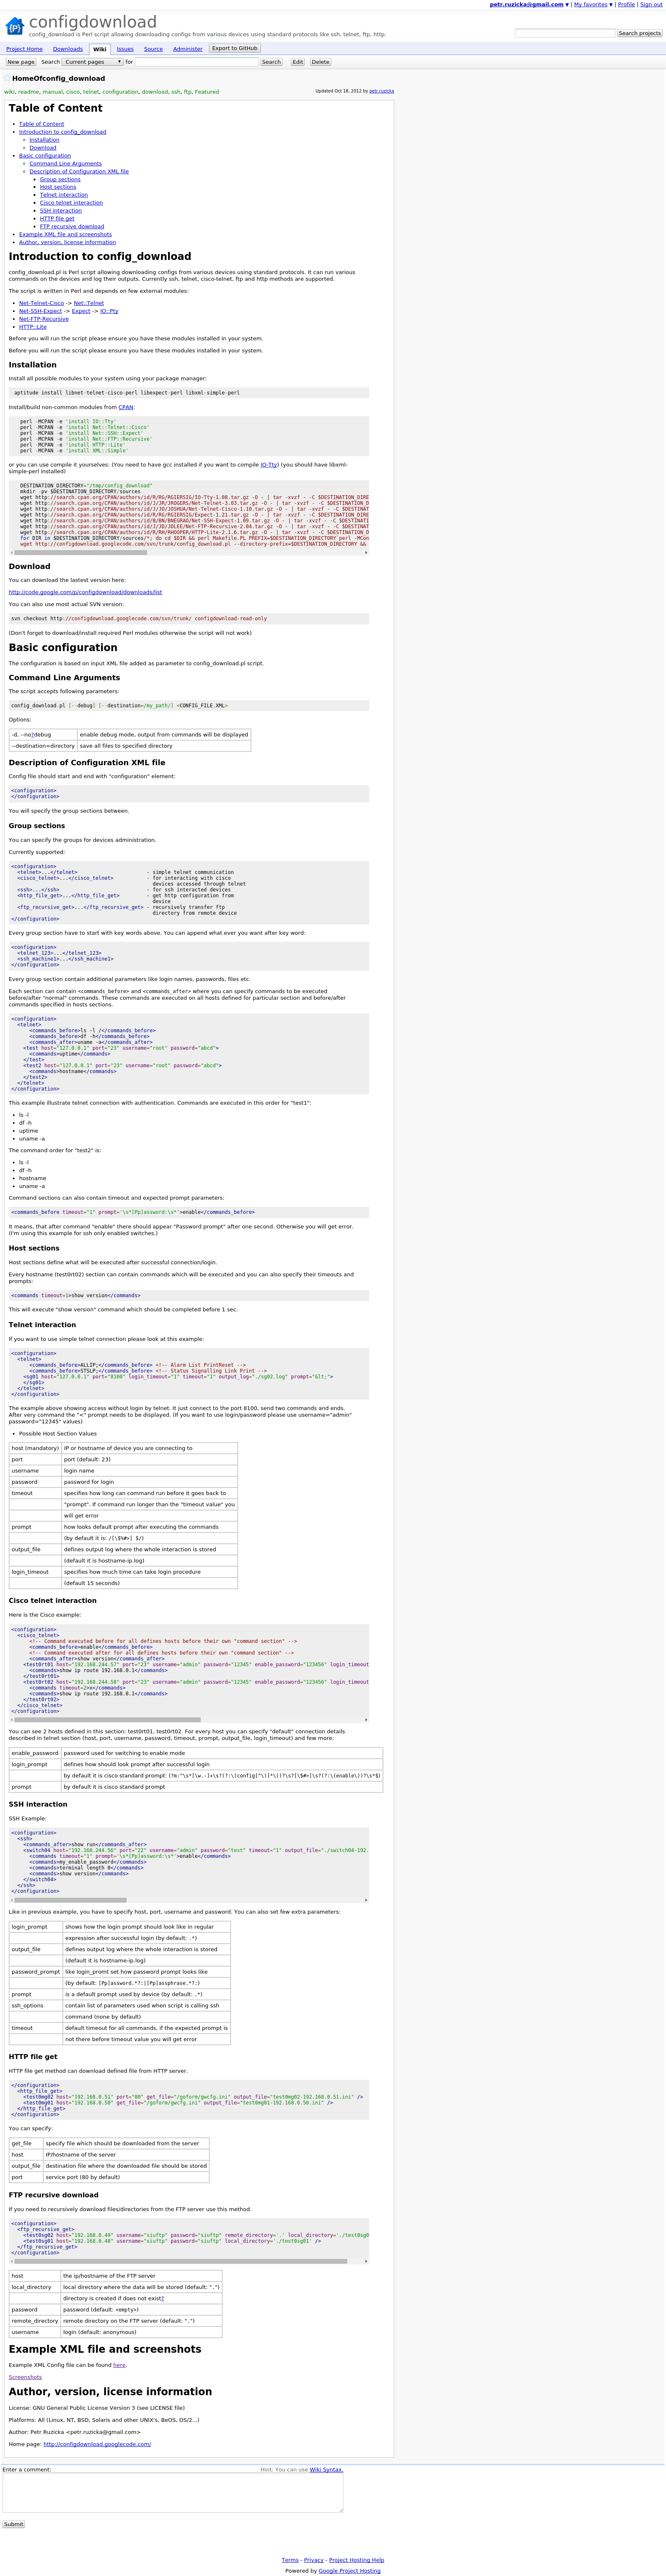 petr.ruzicka@gmail.com ▼ | My favorites ▼ | Profile | Sign out
configdownload
config_download is Perl script allowing downloading configs from various devices using standard protocols like ssh, telnet, ftp, http.
Search projects
Project Home Downloads Wiki Issues Source Administer Export to GitHub
New page Search Current pages for Search Edit Delete
HomeOfconfig_download
wiki, readme, manual, cisco, telnet, configuration, download, ssh, ftp, Featured
Updated Oct 18, 2012 by petr.ruzicka
Table of Content
Table of Content
Introduction to config_download
Installation
Download
Basic configuration
Command Line Arguments
Description of Configuration XML file
Group sections
Host sections
Telnet interaction
Cisco telnet interaction
SSH interaction
HTTP file get
FTP recursive download
Example XML file and screenshots
Author, version, license information
Introduction to config_download
config_download.pl is Perl script allowing downloading configs from various devices using standard protocols. It can run various
commands on the devices and log their outputs. Currently ssh, telnet, cisco-telnet, ftp and http methods are supported.
The script is written in Perl and depends on few external modules:
Net-Telnet-Cisco -> Net::Telnet
Net-SSH-Expect -> Expect -> IO::Pty
Net-FTP-Recursive
HTTP::Lite
Before you will run the script please ensure you have these modules installed in your system.
Before you will run the script please ensure you have these modules installed in your system.
Installation
Install all possible modules to your system using your package manager:
aptitude install libnet-telnet-cisco-perl libexpect-perl libxml-simple-perl
Install/build non-common modules from CPAN:
perl -MCPAN -e 'install IO::Tty'
perl -MCPAN -e 'install Net::Telnet::Cisco'
perl -MCPAN -e 'install Net::SSH::Expect'
perl -MCPAN -e 'install Net::FTP::Recursive'
perl -MCPAN -e 'install HTTP::Lite'
perl -MCPAN -e 'install XML::Simple'
or you can use compile it yourselves: (You need to have gcc installed if you want to compile IO-Tty) (you should have libxml-
simple-perl installed)
DESTINATION_DIRECTORY="/tmp/config_download"
mkdir -pv $DESTINATION_DIRECTORY/sources
wget http://search.cpan.org/CPAN/authors/id/R/RG/RGIERSIG/IO-Tty-1.08.tar.gz -O - | tar -xvzf - -C $DESTINATION_DIRE
wget http://search.cpan.org/CPAN/authors/id/J/JR/JROGERS/Net-Telnet-3.03.tar.gz -O - | tar -xvzf - -C $DESTINATION_D
wget http://search.cpan.org/CPAN/authors/id/J/JO/JOSHUA/Net-Telnet-Cisco-1.10.tar.gz -O - | tar -xvzf - -C $DESTINAT
wget http://search.cpan.org/CPAN/authors/id/R/RG/RGIERSIG/Expect-1.21.tar.gz -O - | tar -xvzf - -C $DESTINATION_DIRE
wget http://search.cpan.org/CPAN/authors/id/B/BN/BNEGRAO/Net-SSH-Expect-1.09.tar.gz -O - | tar -xvzf - -C $DESTINATI
wget http://search.cpan.org/CPAN/authors/id/J/JD/JDLEE/Net-FTP-Recursive-2.04.tar.gz -O - | tar -xvzf - -C $DESTINAT
wget http://search.cpan.org/CPAN/authors/id/R/RH/RHOOPER/HTTP-Lite-2.1.6.tar.gz -O - | tar -xvzf - -C $DESTINATION_D
for DIR in $DESTINATION_DIRECTORY/sources/*; do cd $DIR && perl Makefile.PL PREFIX=$DESTINATION_DIRECTORY perl -MCon
wget http://configdownload.googlecode.com/svn/trunk/config_download.pl --directory-prefix=$DESTINATION_DIRECTORY &&
Download
You can download the lastest version here:
http://code.google.com/p/configdownload/downloads/list
You can also use most actual SVN version:
svn checkout http://configdownload.googlecode.com/svn/trunk/ configdownload-read-only
(Don't forget to download/install required Perl modules otherwise the script will not work)
Basic configuration
The configuration is based on input XML file added as parameter to config_download.pl script.
Command Line Arguments
The script accepts following parameters:
config_download.pl [--debug] [--destination=/my_path/] <CONFIG_FILE.XML>
Options:
-d, --no?debug enable debug mode, output from commands will be displayed
--destination=directory save all files to specified directory
Description of Configuration XML file
Config file should start and end with "configuration" element:
<configuration>
</configuration>
You will specify the group sections between.
Group sections
You can specify the groups for devices administration.
Currently supported:
<configuration>
<telnet>...</telnet> - simple telnet communication
<cisco_telnet>...</cisco_telnet> - for interacting with cisco
devices accessed through telnet
<ssh>...</ssh> - for ssh interacted devices
<http_file_get>...</http_file_get> - get http configuration from
device
<ftp_recursive_get>...</ftp_recursive_get> - recursively transfer ftp
directory from remote device
</configuration>
Every group section have to start with key words above. You can append what ever you want after key word:
<configuration>
<telnet_123>...</telnet_123>
<ssh_machine1>...</ssh_machine1>
</configuration>
Every group section contain additional parameters like login names, passwords, files etc.
Each section can contain <commands_before> and <commands_after> where you can specify commands to be executed
before/after "normal" commands. These commands are executed on all hosts defined for particular section and before/after
commands specified in hosts sections.
<configuration>
<telnet>
<commands_before>ls -l /</commands_before>
<commands_before>df -h</commands_before>
<commands_after>uname -a</commands_after>
<test host="127.0.0.1" port="23" username="root" password="abcd">
<commands>uptime</commands>
</test>
<test2 host="127.0.0.1" port="23" username="root" password="abcd">
<commands>hostname</commands>
</test2>
</telnet>
</configuration>
This example illustrate telnet connection with authentication. Commands are executed in this order for "test1":
ls -l
df -h
uptime
uname -a
The command order for "test2" is:
ls -l
df -h
hostname
uname -a
Command sections can also contain timeout and expected prompt parameters:
<commands_before timeout="1" prompt='\s*[Pp]assword:\s*'>enable</commands_before>
It means, that after command "enable" there should appear "Password prompt" after one second. Otherwise you will get error.
(I'm using this example for ssh only enabled switches.)
Host sections
Host sections define what will be executed after successful connection/login.
Every hostname (test0rt02) section can contain commands which will be executed and you can also specify their timeouts and
prompts:
<commands timeout=1>show version</commands>
This will execute "show version" command which should be completed before 1 sec.
Telnet interaction
If you want to use simple telnet connection please look at this example:
<configuration>
<telnet>
<commands_before>ALLIP;</commands_before> <!-- Alarm List PrintReset -->
<commands_before>STSLP;</commands_before> <!-- Status Signalling Link Print -->
<sg01 host="127.0.0.1" port="8100" login_timeout="1" timeout="1" output_log="./sg02.log" prompt="&lt;">
</sg01>
</telnet>
</configuration>
The example above showing access without login by telnet. It just connect to the port 8100, send two commands and ends.
After very command the "<" prompt needs to be displayed. (If you want to use login/password please use username="admin"
password="12345" values)
Possible Host Section Values
host (mandatory) IP or hostname of device you are connecting to
port port (default: 23)
username login name
password password for login
timeout specifies how long can command run before it goes back to
"prompt". If command run longer than the "timeout value" you
will get error
prompt how looks default prompt after executing the commands
(by default it is: /[\$%#>] $/)
output_file defines output log where the whole interaction is stored
(default it is hostname-ip.log)
login_timeout specifies how much time can take login procedure
(default 15 seconds)
Cisco telnet interaction
Here is the Cisco example:
<configuration>
<cisco_telnet>
<!-- Command executed before for all defines hosts before their own "command section" -->
<commands_before>enable</commands_before>
<!-- Command executed after for all defines hosts before their own "command section" -->
<commands_after>show version</commands_after>
<test0rt01 host="192.168.244.57" port="23" username="admin" password="12345" enable_password="123456" login_timeout
<commands>show ip route 192.168.0.1</commands>
</test0rt01>
<test0rt02 host="192.168.244.58" port="23" username="admin" password="12345" enable_password="123456" login_timeout
<commands timeout=2>x</commands>
<commands>show ip route 192.168.0.1</commands>
</test0rt02>
</cisco_telnet>
</configuration>
You can see 2 hosts defined in this section: test0rt01, test0rt02. For every host you can specify "default" connection details
described in telnet section (host, port, username, password, timeout, prompt, output_file, login_timeout) and few more:
enable_password password used for switching to enable mode
login_prompt defines how should look prompt after successful login
by default it is cisco standard prompt: (?m:^\s*[\w.-]+\s?(?:\(config[^\)]*\))?\s?[\$#>]\s?(?:\(enable\))?\s*$)
prompt by default it is cisco standard prompt
SSH interaction
SSH Example:
<configuration>
<ssh>
<commands_after>show run</commands_after>
<switch04 host="192.168.244.56" port="22" username="admin" password="test" timeout="1" output_file="./switch04-192.
<commands timeout="1" prompt='\s*[Pp]assword:\s*'>enable</commands>
<commands>my_enable_password</commands>
<commands>terminal length 0</commands>
<commands>show version</commands>
</switch04>
</ssh>
</configuration>
Like in previous example, you have to specify host, port, username and password. You can also set few extra parameters:
login_prompt shows how the login prompt should look like in regular
expression after successful login (by default: .*)
output_file defines output log where the whole interaction is stored
(default it is hostname-ip.log)
password_prompt like login_promt set how password prompt looks like
(by default: [Pp]assword.*?:|[Pp]assphrase.*?:)
prompt is a default prompt used by device (by default: .*)
ssh_options contain list of parameters used when script is calling ssh
command (none by default)
timeout default timeout for all commands, if the expected prompt is
not there before timeout value you will get error
HTTP file get
HTTP file get method can download defined file from HTTP server.
</configuration>
<http_file_get>
<test0mg02 host="192.168.0.51" port="80" get_file="/goform/gwcfg.ini" output_file="test0mg02-192.168.0.51.ini" />
<test0mg01 host="192.168.0.50" get_file="/goform/gwcfg.ini" output_file="test0mg01-192.168.0.50.ini" />
</http_file_get>
</configuration>
You can specify:
get_file specify file which should be downloaded from the server
host IP/hostname of the server
output_file destination file where the downloaded file should be stored
port service port (80 by default)
FTP recursive download
If you need to recursively download files/directories from the FTP server use this method.
<configuration>
<ftp_recursive_get>
<test0sg02 host="192.168.0.49" username="siuftp" password="siuftp" remote_directory='.' local_directory='./test0sg0
<test0sg01 host="192.168.0.48" username="siuftp" password="siuftp" local_directory='./test0sg01' />
</ftp_recursive_get>
</configuration>
host the ip/hostname of the FTP server
local_directory local directory where the data will be stored (default: ".")
directory is created if does not exist?
password password (default: <empty>)
remote_directory remote directory on the FTP server (default: ".")
username login (default: anonymous)
Example XML file and screenshots
Example XML Config file can be found here.
Screenshots
Author, version, license information
License: GNU General Public License Version 3 (see LICENSE file)
Platforms: All (Linux, NT, BSD, Solaris and other UNIX's, BeOS, OS/2...)
Author: Petr Ruzicka <petr.ruzicka@gmail.com>
Home page: http://configdownload.googlecode.com/
Enter a comment: Hint: You can use Wiki Syntax.
Submit
Terms - Privacy - Project Hosting Help
Powered by Google Project Hosting